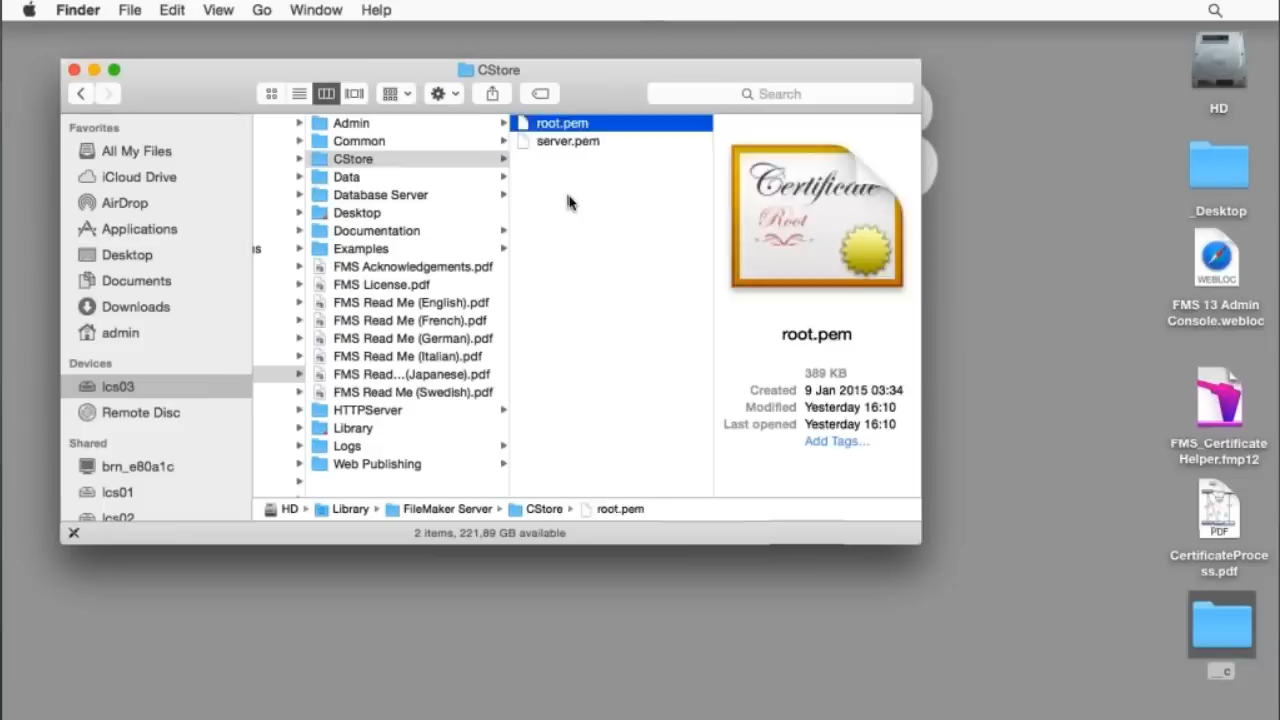 Finder File Edit View Go Window Help
CStore
Search
Favorites
All My Files
iCloud Drive
AirDrop
Applications
Desktop
Documents
Downloads
admin
Devices
lcs03
Remote Disc
Shared
brn_e80a1c
lcs01
lcs02
Admin
Common
CStore
Data
Database Server
Desktop
Documentation
Examples
FMS Acknowledgements.pdf
FMS License.pdf
FMS Read Me (English).pdf
FMS Read Me (French).pdf
FMS Read Me (German).pdf
FMS Read Me (Italian).pdf
FMS Read...(Japanese).pdf
FMS Read Me (Swedish).pdf
HTTPServer
Library
Logs
Web Publishing
root.pem
server.pem
Certificate
Root
root.pem
389 KB
Created 9 Jan 2015 03:34
Modified Yesterday 16:10
Last opened Yesterday 16:10
Add Tags...
HD Library FileMaker Server CStore root.pem
2 items, 221,89 GB available
HD
_Desktop
WEBLOC
FMS 13 Admin
Console.webloc
FMS_Certificate
Helper.fmp12
PDF
CertificateProce
ss.pdf
__c